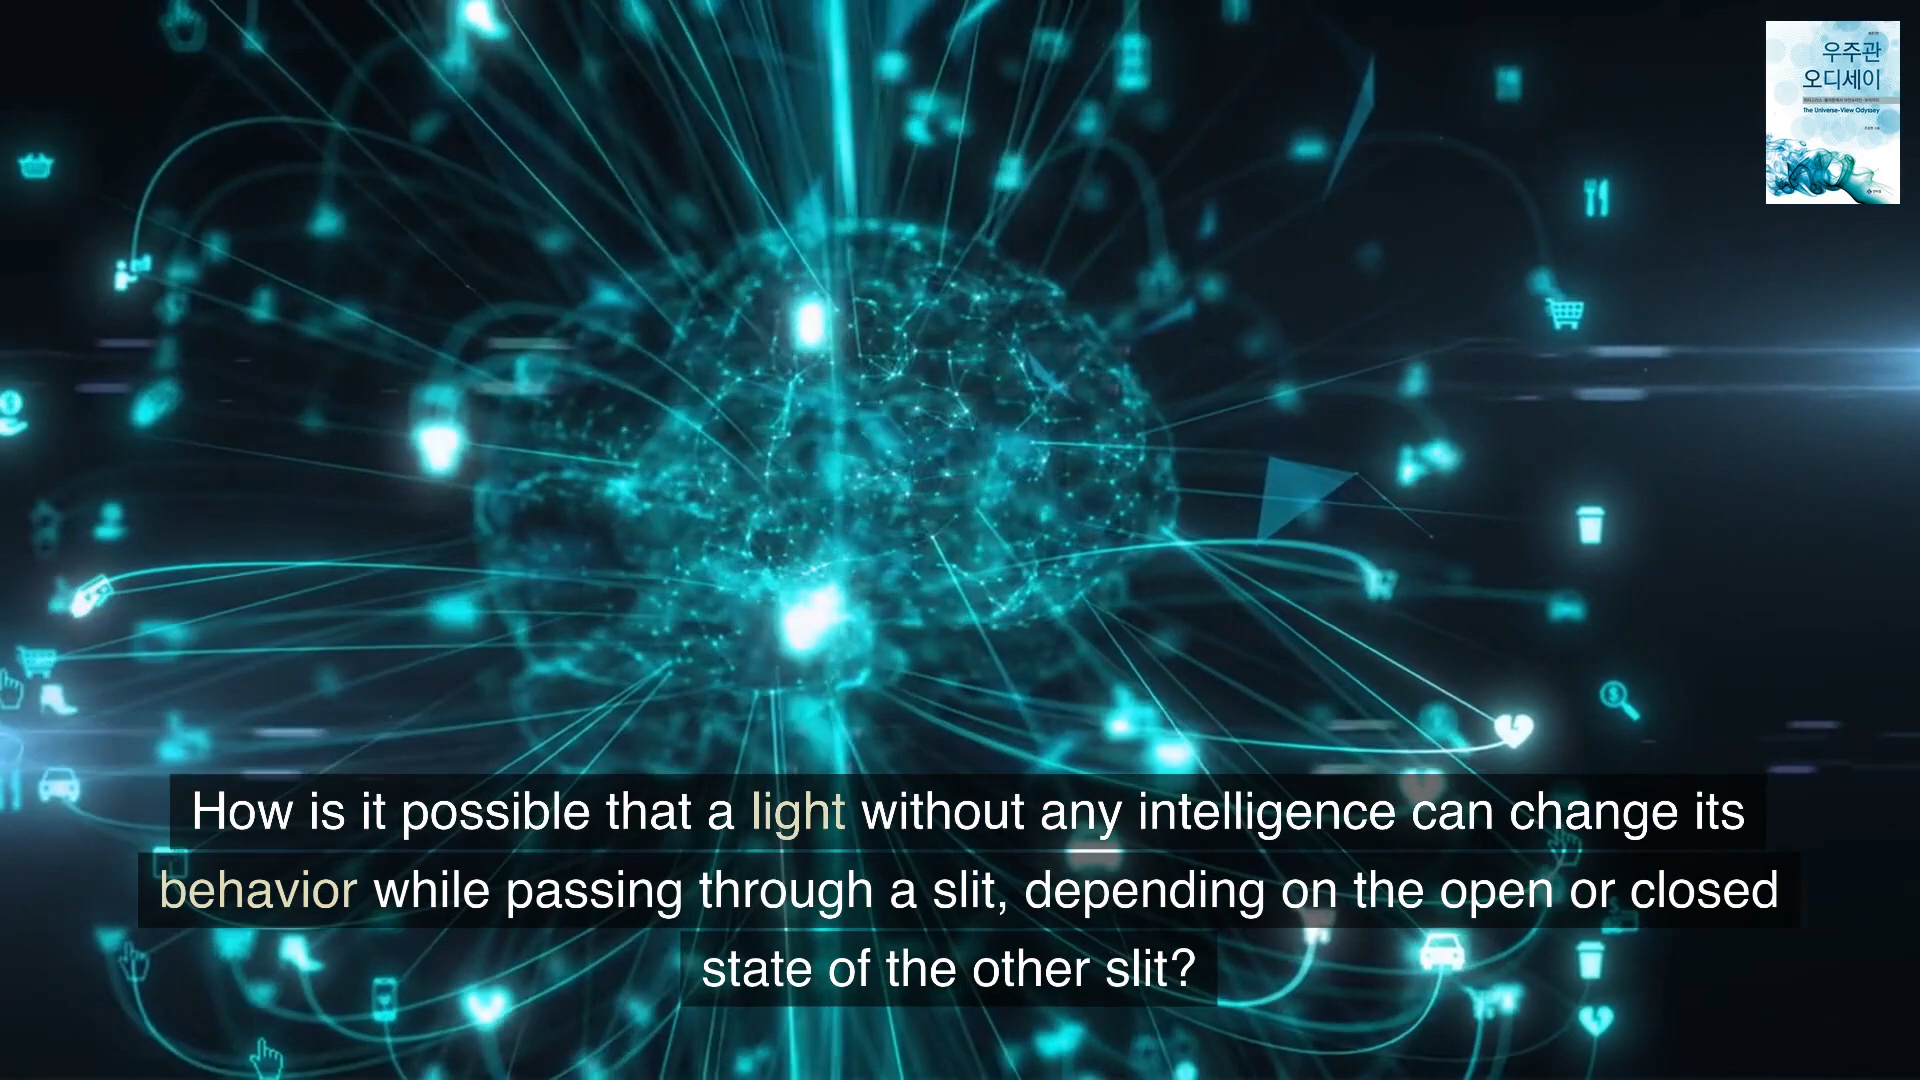 우주관
오디세이
The Universe-View Odyssey
How is it possible that a light without any intelligence can change its
behavior while passing through a slit, depending on the open or closed
state of the other slit?